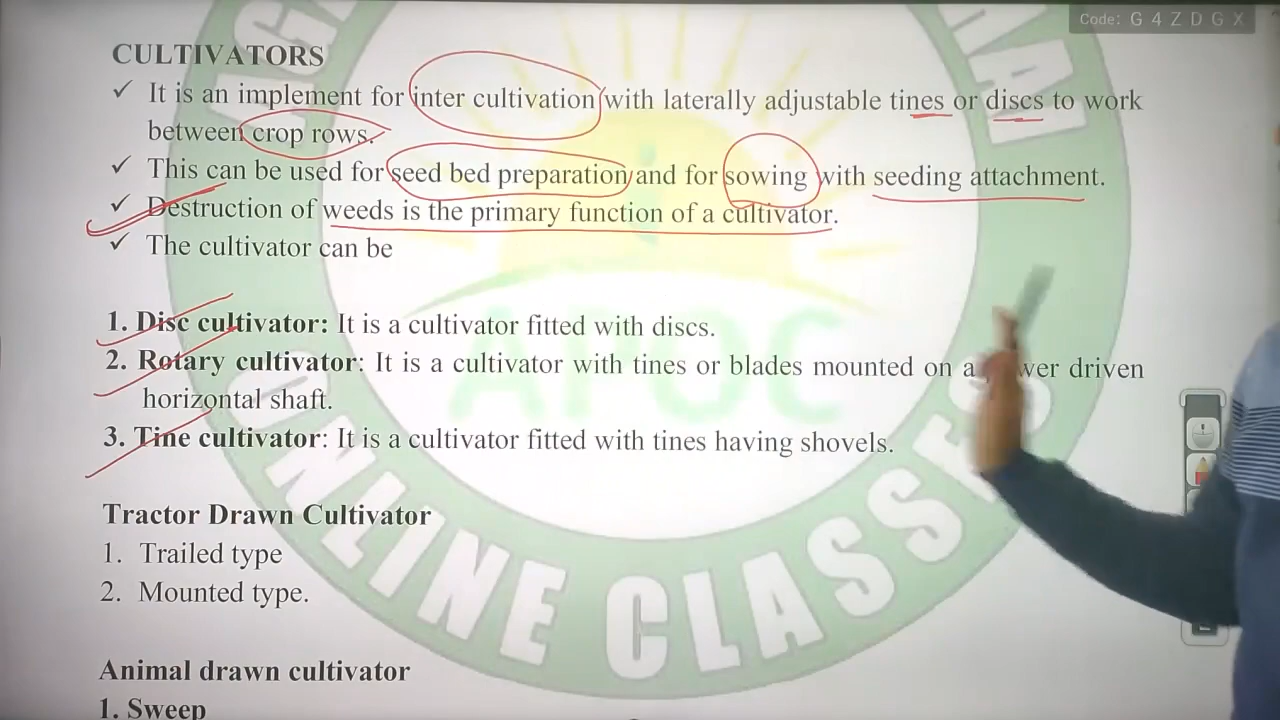 Code: G 4 Z D G X
CULTIVATORS
✓ It is an implement for inter cultivation with laterally adjustable tines or discs to work
between crop rows.
✓ This can be used for seed bed preparation and for sowing with seeding attachment.
✓ Destruction of weeds is the primary function of a cultivator.
✓ The cultivator can be
1. Disc cultivator: It is a cultivator fitted with discs.
2. Rotary cultivator: It is a cultivator with tines or blades mounted on a driven
horizontal shaft.
3. Tine cultivator: It is a cultivator fitted with tines having shovels.
Tractor Drawn Cultivator
1. Trailed type
2. Mounted type.
Animal drawn cultivator
1. Sweep
APOC
ONLINE CLASSES